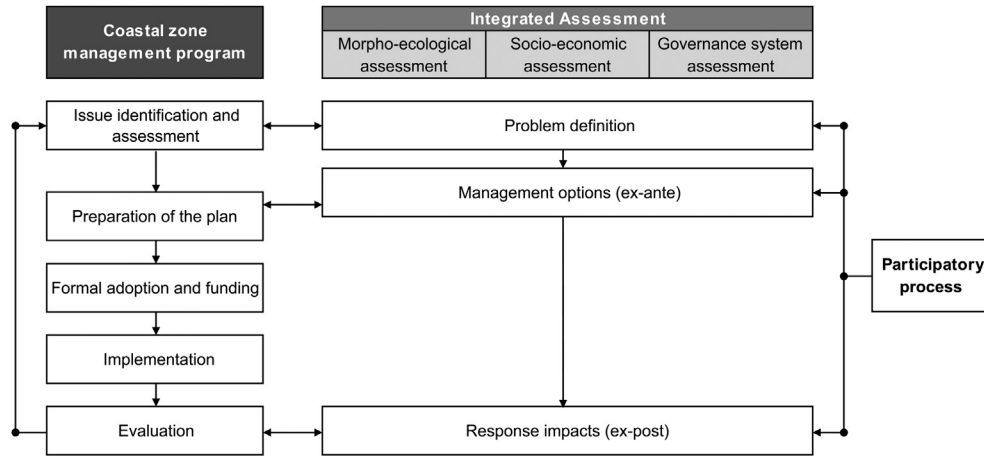 Coastal zone
management program
Integrated Assessment
Morpho-ecological
assessment
Socio-economic
assessment
Governance system
assessment
Issue identification and
assessment
Problem definition
Management options (ex-ante)
Preparation of the plan
Participatory
process
Formal adoption and funding
Implementation
Evaluation
Response impacts (ex-post)